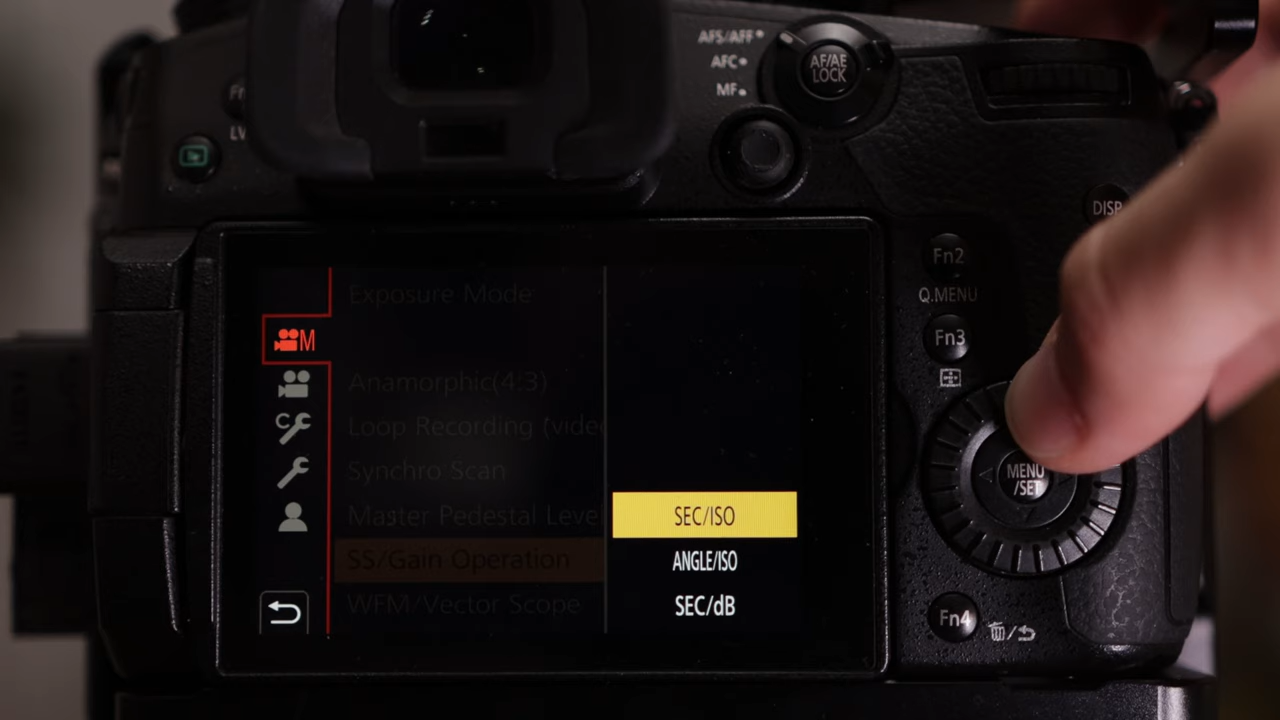 AFS/AFF
AFC
MF
AF/AE
LOCK
LV
DISP
Fn2
Q.MENU
Fn3
MENU
/SET
Fn4
Exposure Mode
M
Anamorphic(4:3)
C
Loop Recording (vide
Synchro Scan
Master Pedestal Leve
SEC/ISO
SS/Gain Operation
ANGLE/ISO
WFM/Vector Scope
SEC/dB